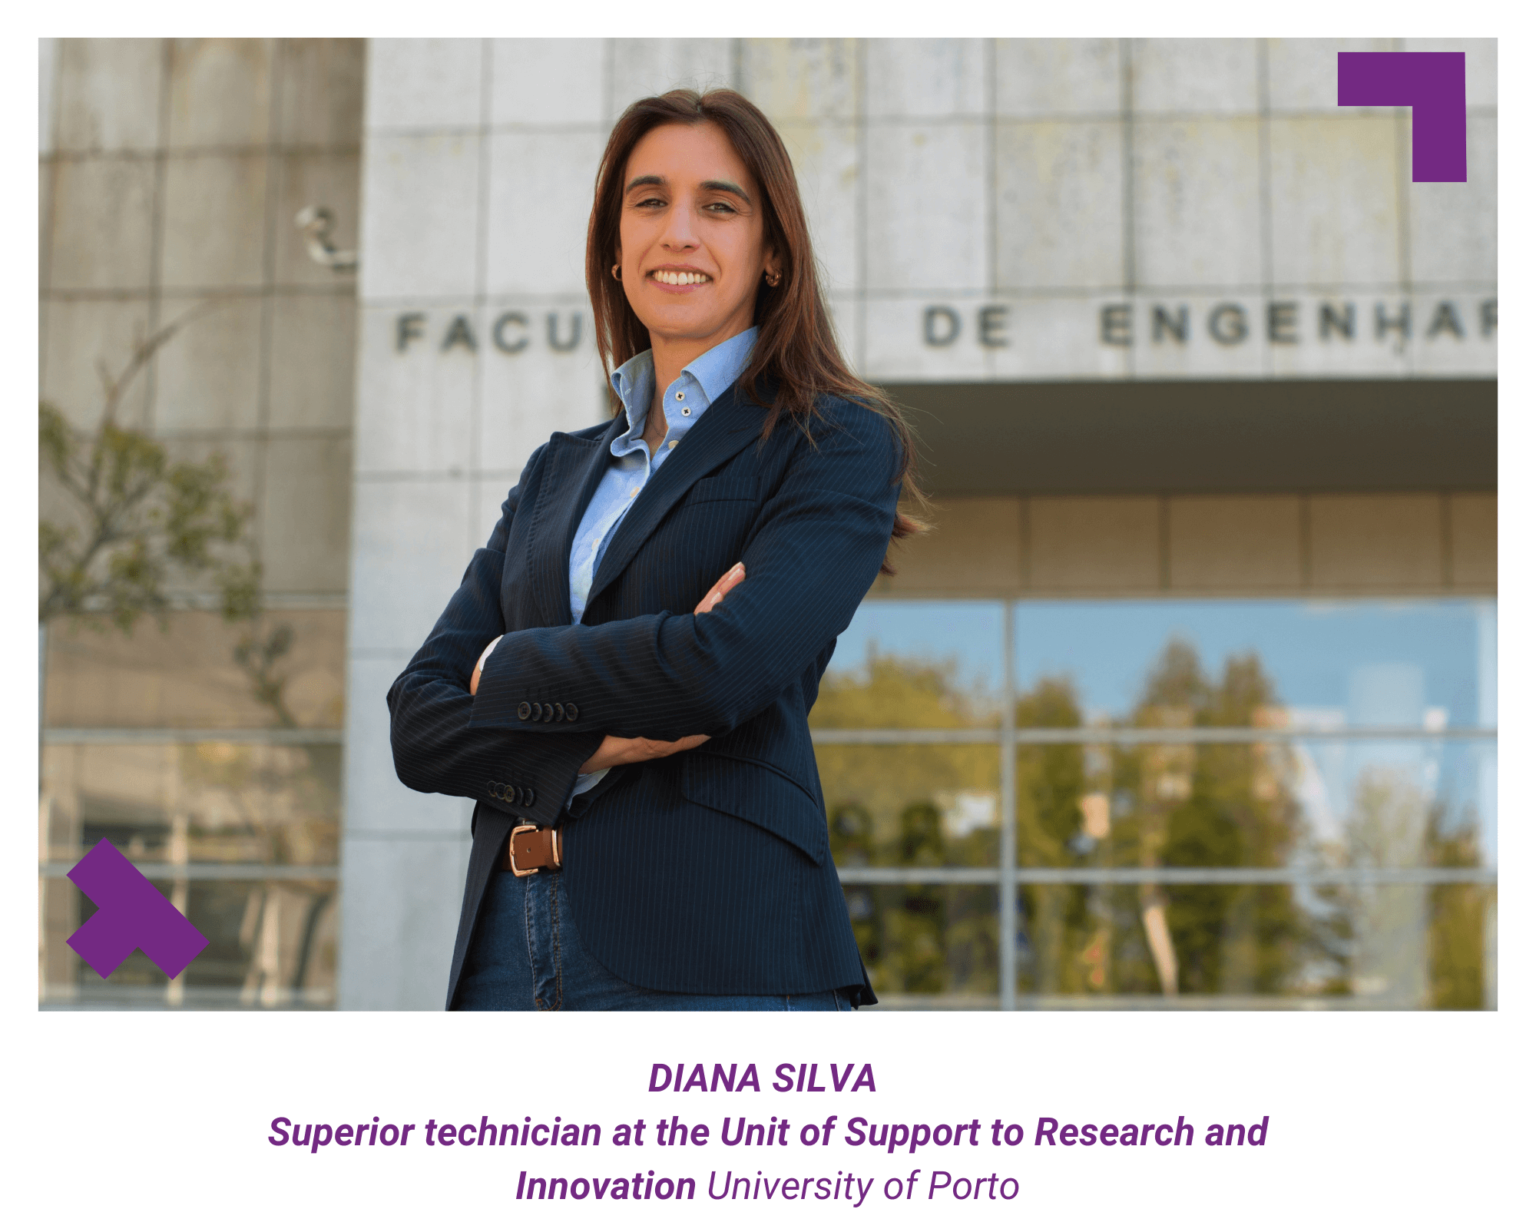 FACU DE ENGENHAR
DIANA SILVA
Superior technician at the Unit of Support to Research and
Innovation University of Porto